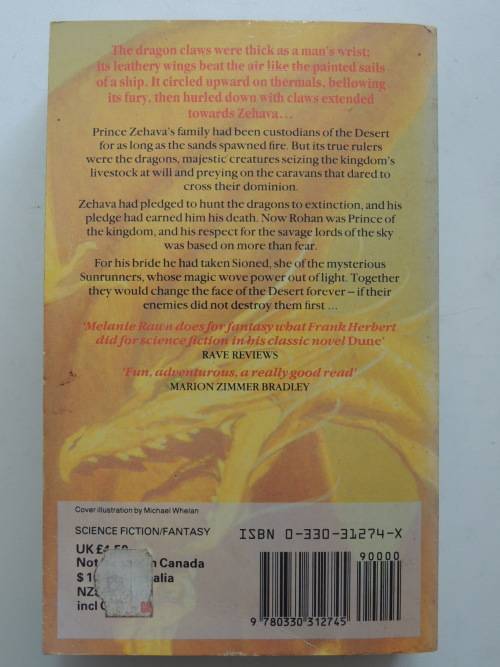 The dragon claws were thick as a man's wrist;
its leathery wings beat the air like the painted sails
of a ship. It circled upward on thermals, bellowing
its fury, then hurled down with claws extended
towards Zehava...
Prince Zehava's family had been custodians of the Desert
for as long as the sands spawned fire. But its true rulers
were the dragons, majestic creatures seizing the kingdom's
livestock at will and preying on the caravans that dared to
cross their dominion.
Zehava had pledged to hunt the dragons to extinction, and his
pledge had earned him his death. Now Rohan was Prince of
the kingdom, and his respect for the savage lords of the sky
was based on more than fear.
For his bride he had taken Sioned, she of the mysterious
Sunrunners, whose magic wove power out of light. Together
they would change the face of the Desert forever – if their
enemies did not destroy them first ...
'Melanie Rawn does for fantasy what Frank Herbert
did for science fiction in his classic novel Dune'
RAVE REVIEWS
'Fun, adventurous, a really good read'
MARION ZIMMER BRADLEY
Cover illustration by Michael Whelan
SCIENCE FICTION/FANTASY
ISBN 0-330-31274-X
UK
Not Canada
$1
NZ$
incl
90000
9 780330 312745